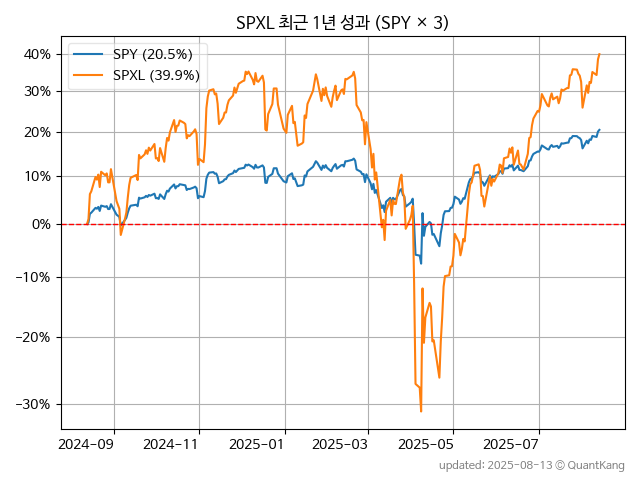 SPXL 최근 1년 성과 (SPY × 3)
SPY (20.5%)
SPXL (39.9%)
40%
30%
20%
10%
0%
−10%
−20%
−30%
2024-09 2024-11 2025-01 2025-03 2025-05 2025-07
updated: 2025-08-13 © QuantKang